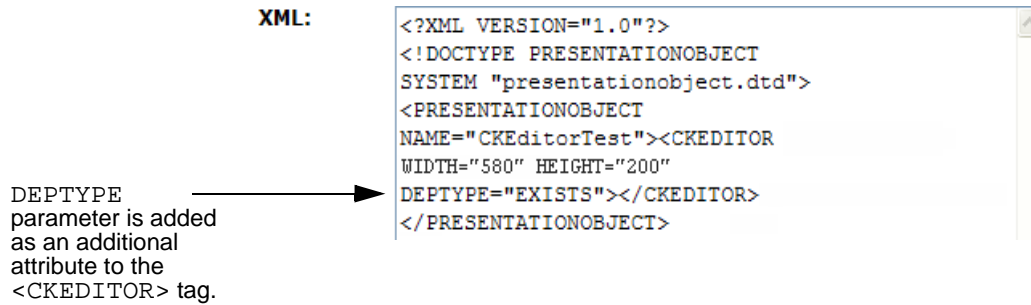 XML:
<?XML VERSION="1.0"?>
<!DOCTYPE PRESENTATIONOBJECT
SYSTEM "presentationobject.dtd">
<PRESENTATIONOBJECT
NAME="CKEditorTest"><CKEDITOR
WIDTH="580" HEIGHT="200"
DEPTYPE="EXISTS"></CKEDITOR>
</PRESENTATIONOBJECT>
DEPTYPE
parameter is added
as an additional
attribute to the
<CKEDITOR> tag.